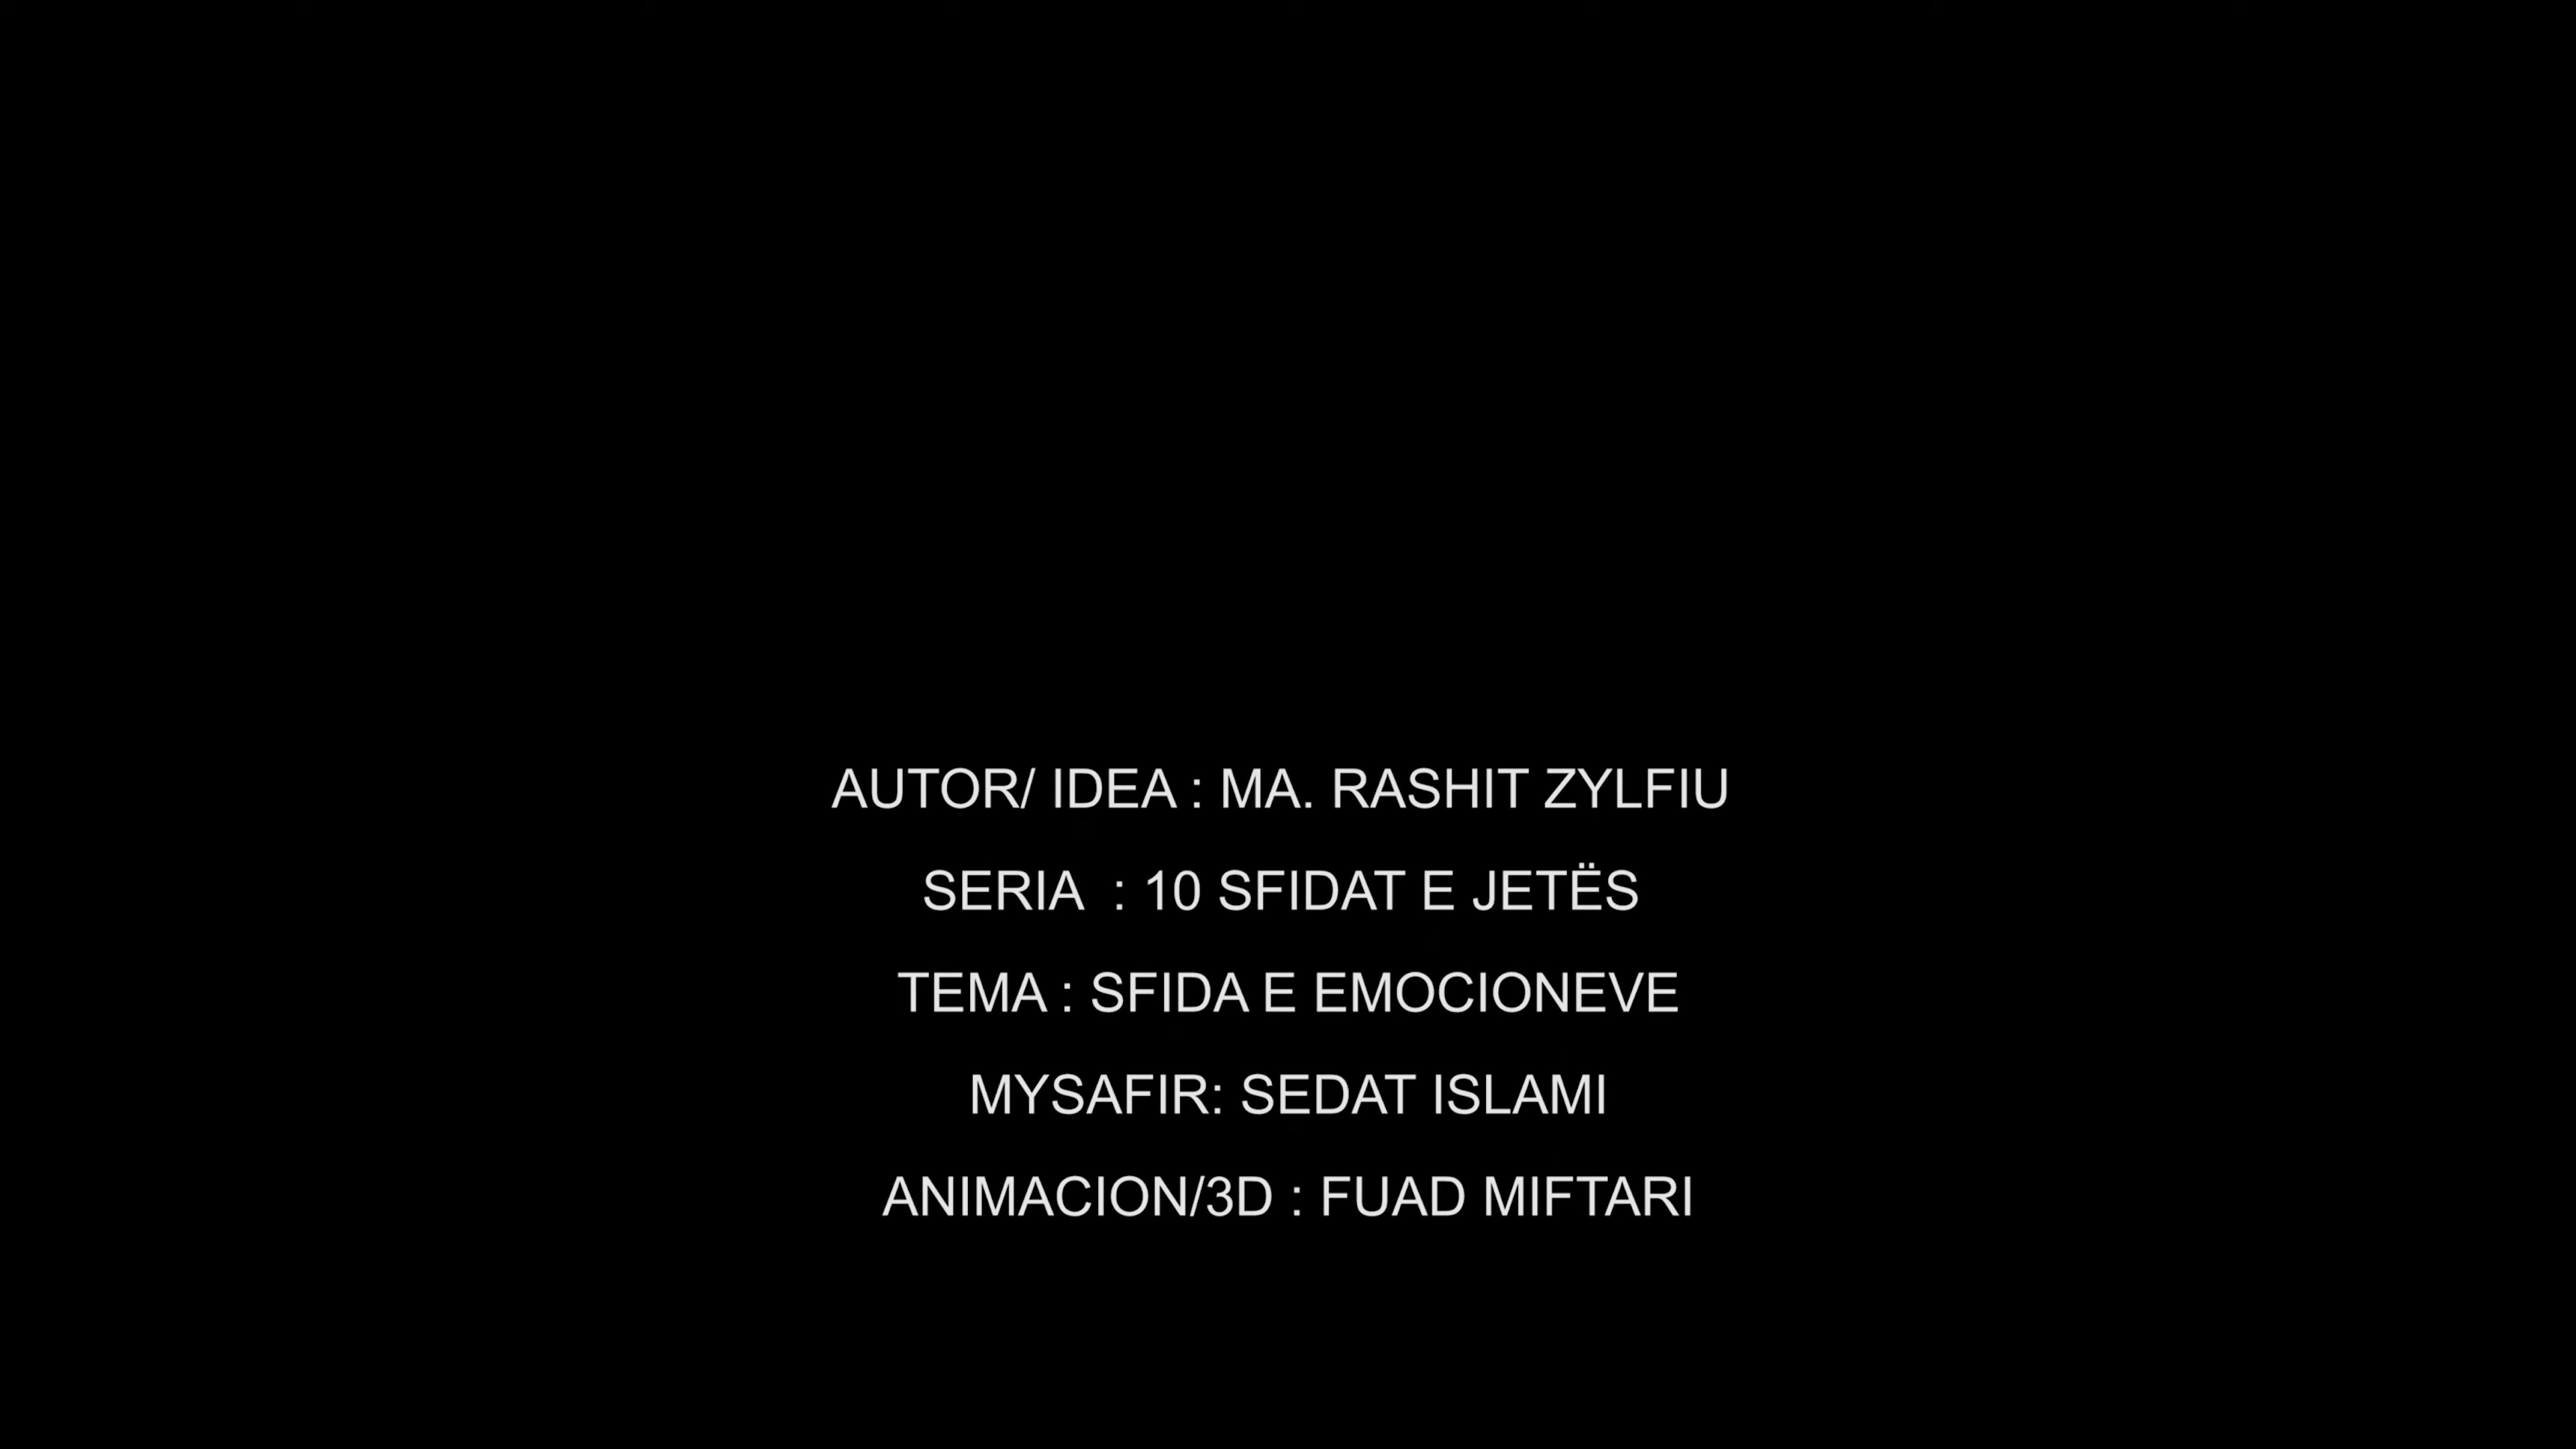 AUTOR/ IDEA : MA. RASHIT ZYLFIU
SERIA  : 10 SFIDAT E JETËS
TEMA : SFIDA E EMOCIONEVE
MYSAFIR: SEDAT ISLAMI
ANIMACION/3D : FUAD MIFTARI